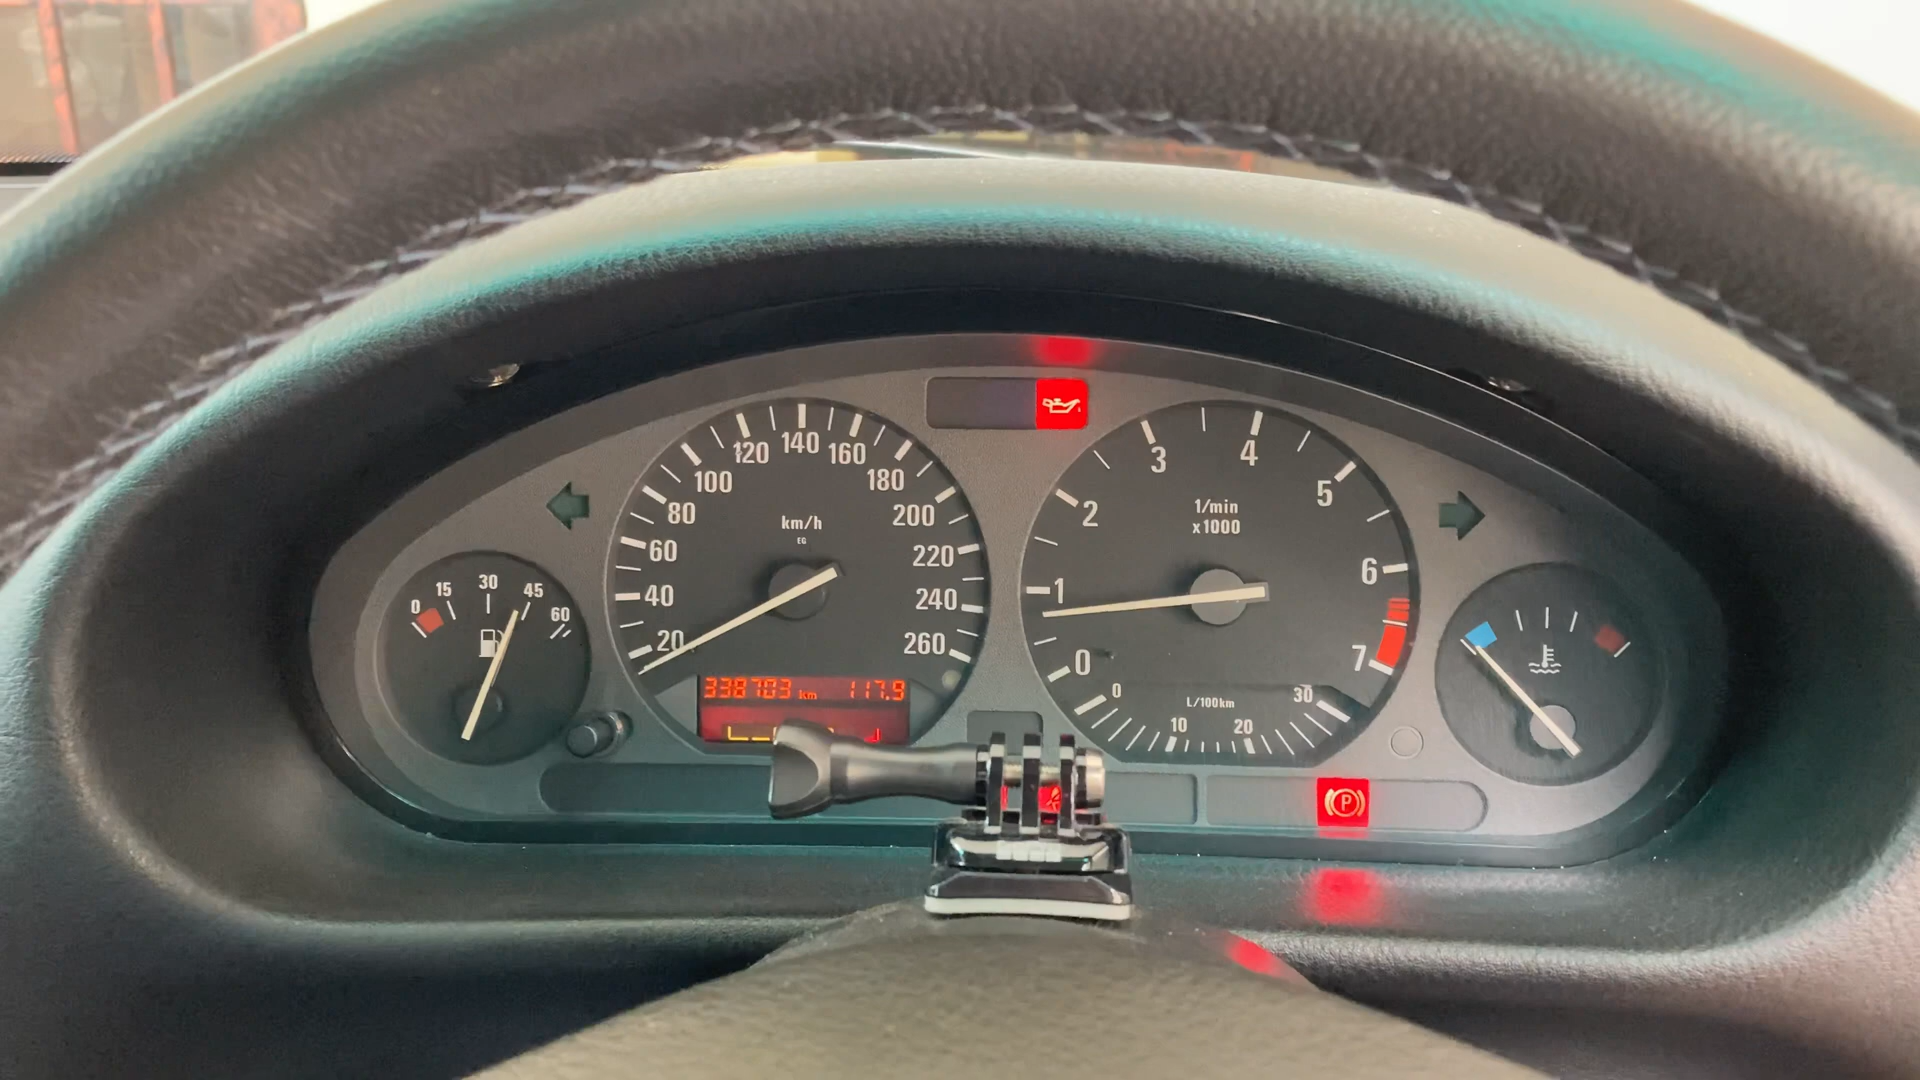 0 15 30 45 60
20 40 60 80 100 120 140 160 180 200 220 240 260
km/h
EG
338703 km 117.9
0 1 2 3 4 5 6 7
1/min
x1000
L/100km
0 10 20 30
P